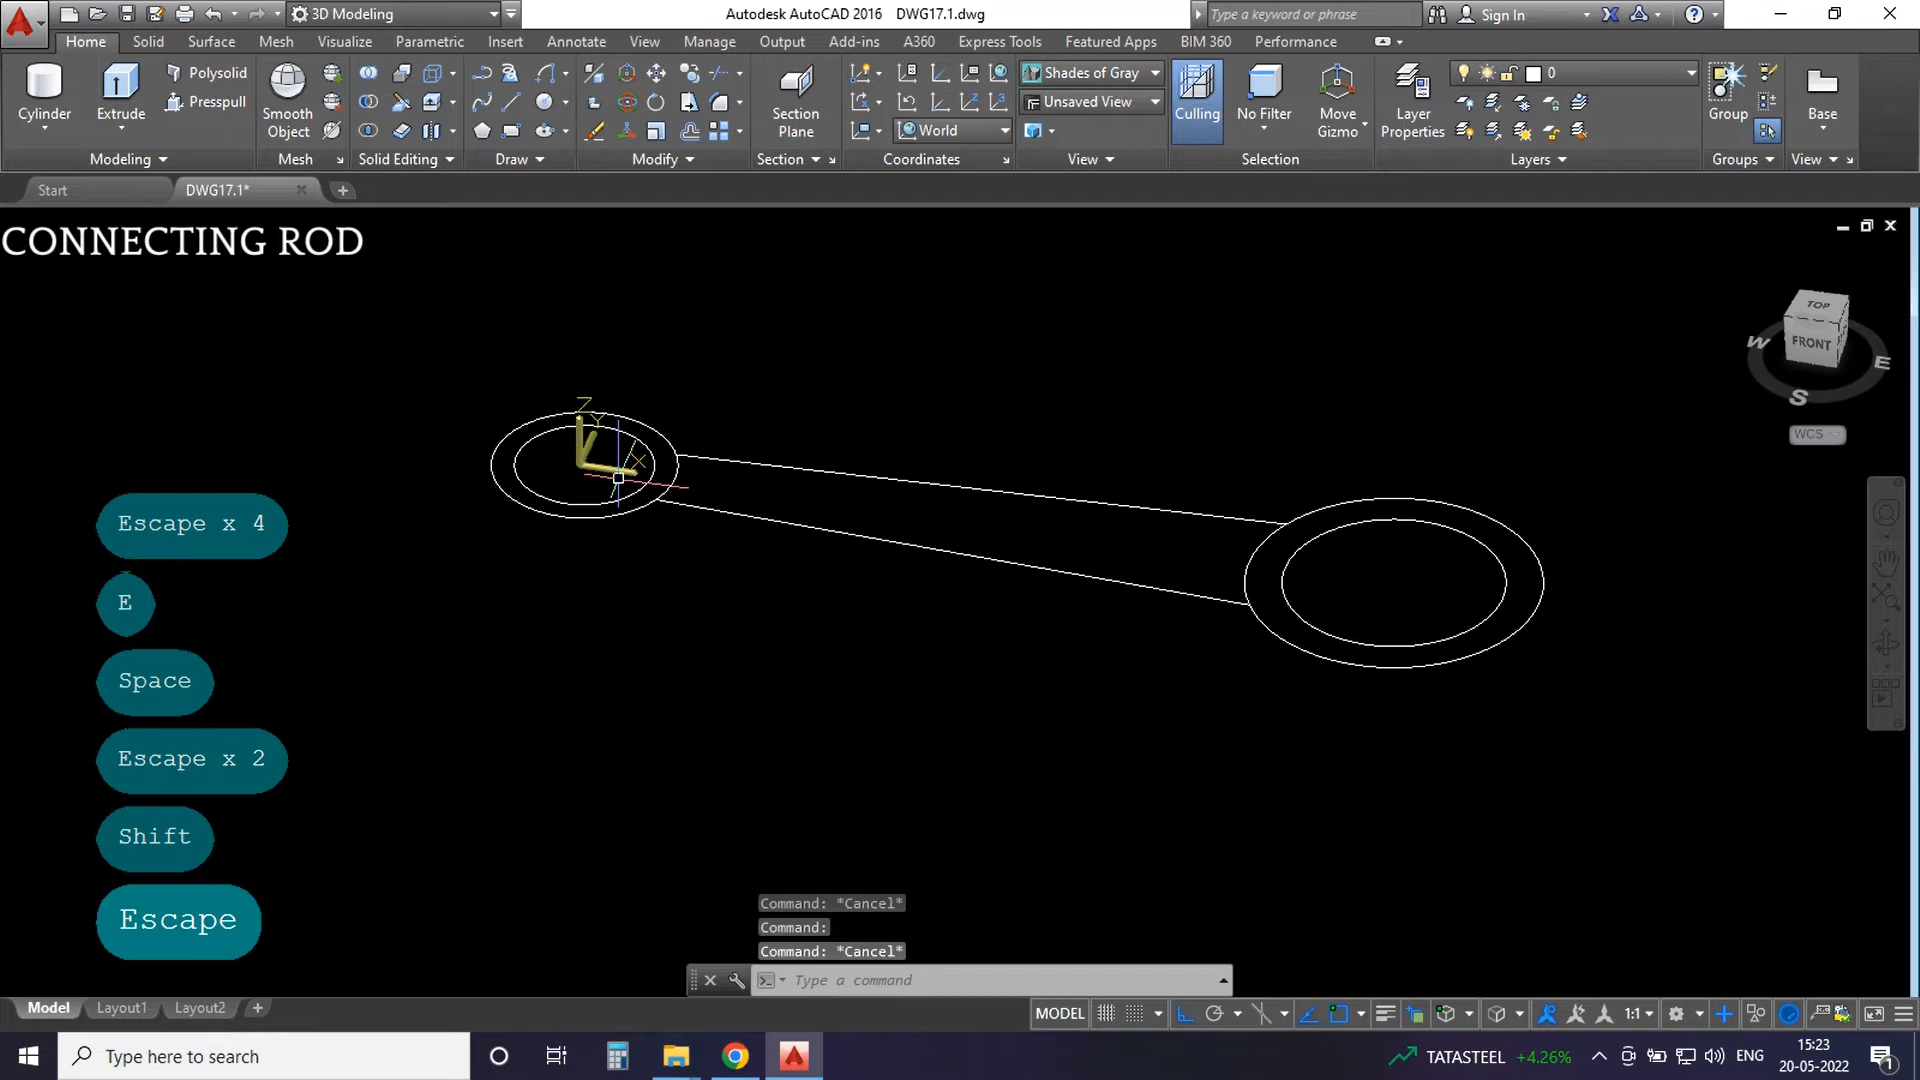 3D Modeling
Autodesk AutoCAD 2016 DWG17.1.dwg
Type a keyword or phrase
Sign In
Home Solid Surface Mesh Visualize Parametric Insert Annotate View Manage Output Add-ins A360 Express Tools Featured Apps BIM 360 Performance
Cylinder
Extrude
Polysolid
Presspull
Smooth
Object
Section
Plane
World
Shades of Gray
Unsaved View
Culling
No Filter
Move
Gizmo
Layer
Properties
0
Group
Base
Modeling Mesh Solid Editing Draw Modify Section Coordinates View Selection Layers Groups View
Start DWG17.1*
CONNECTING ROD
TOP
FRONT
W
E
S
WCS
Z
Y
X
Escape x 4
E
Space
Escape x 2
Shift
Escape
Command: *Cancel*
Command:
Command: *Cancel*
Type a command
Model Layout1 Layout2
MODEL
1:1
Type here to search
TATASTEEL +4.26%
ENG
15:23
20-05-2022
1